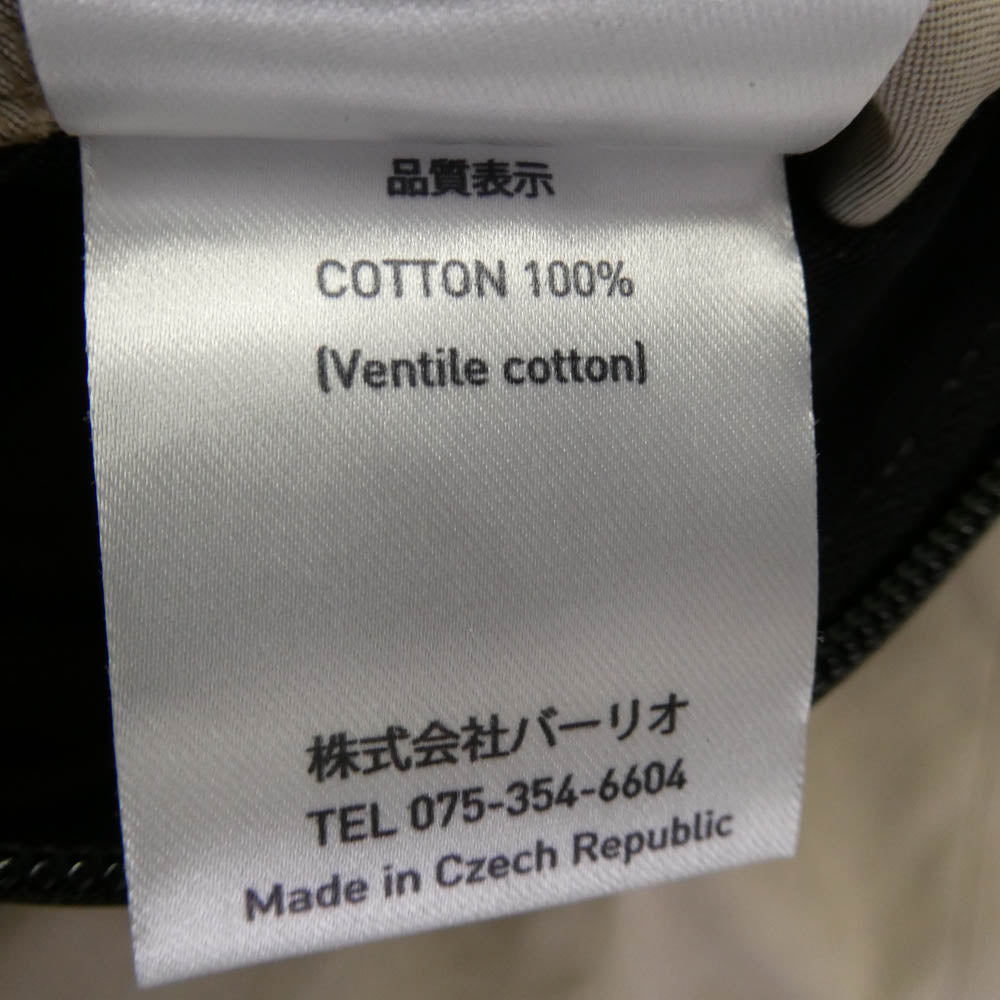 品質表示
COTTON 100%
(Ventile cotton)
株式会社バーリオ
TEL 075-354-6604
Made in Czech Republic